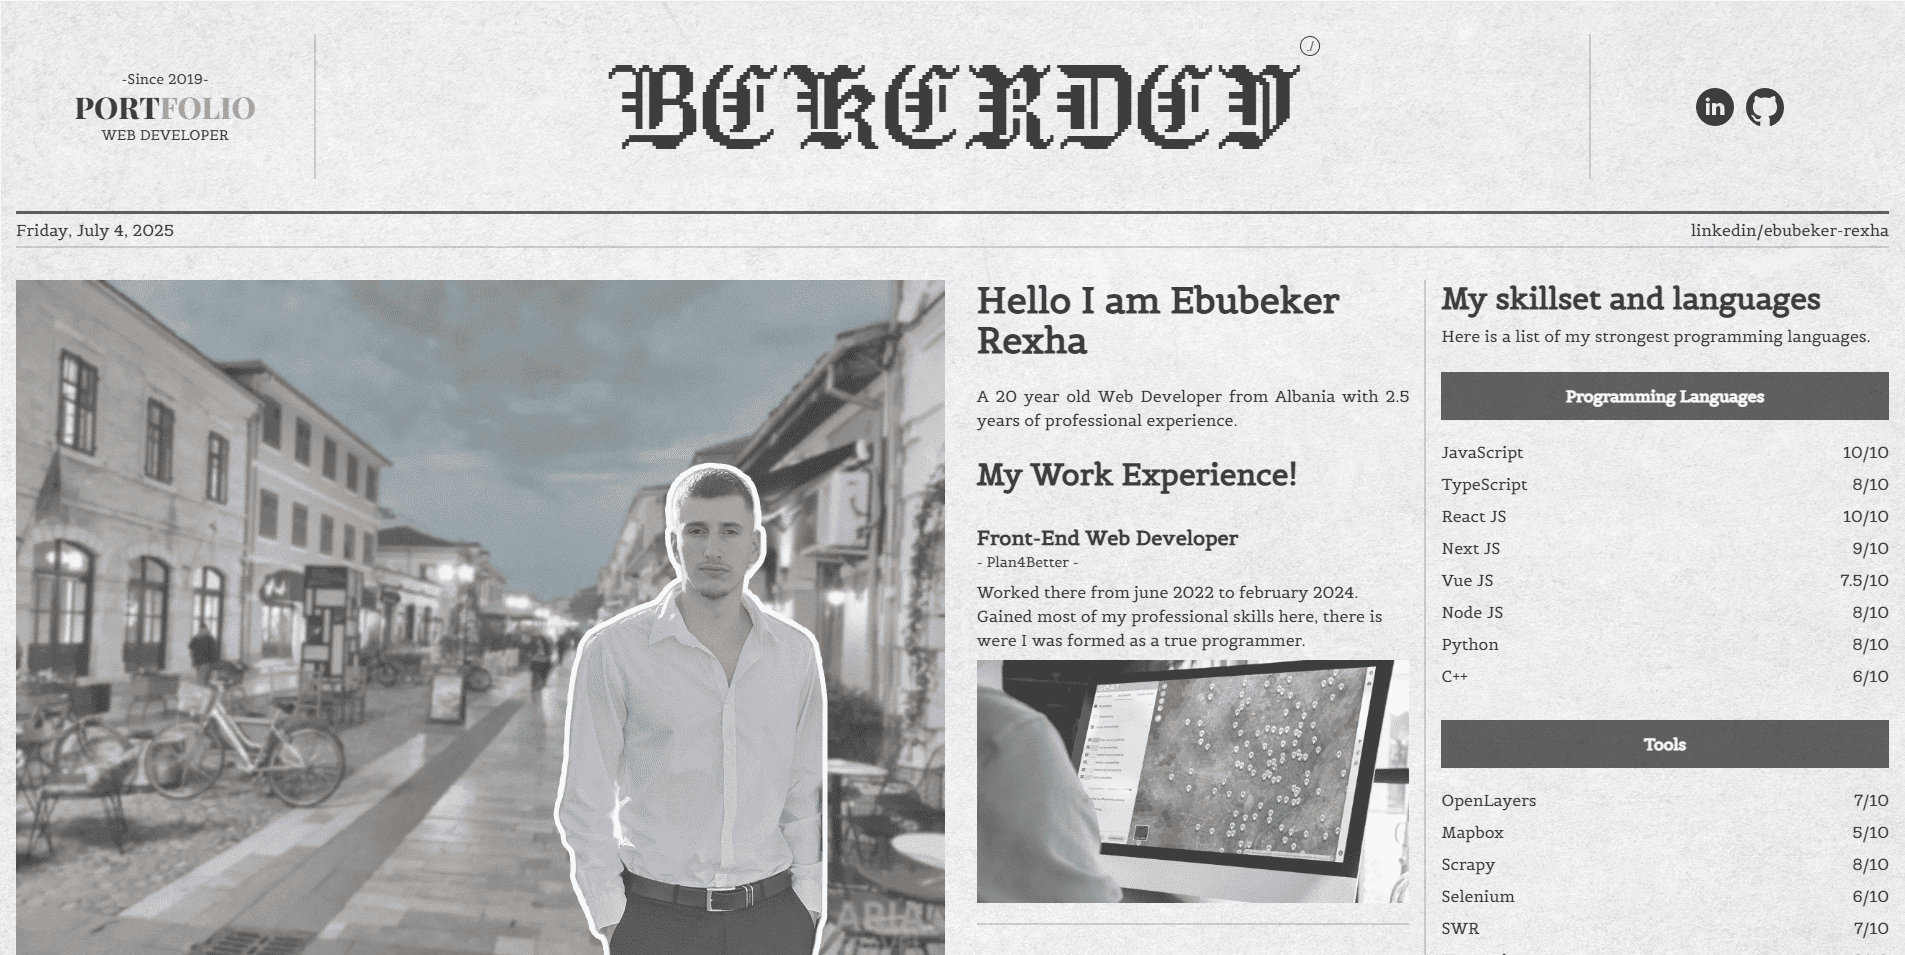 -Since 2019-
PORTFOLIO
WEB DEVELOPER
BEKERDEV
./
in
Friday, July 4, 2025
linkedin/ebubeker-rexha
Hello I am Ebubeker
Rexha
A 20 year old Web Developer from Albania with 2.5
years of professional experience.
My Work Experience!
Front-End Web Developer
- Plan4Better -
Worked there from june 2022 to february 2024.
Gained most of my professional skills here, there is
were I was formed as a true programmer.
GOAT
My skillset and languages
Here is a list of my strongest programming languages.
Programming Languages
JavaScript 10/10
TypeScript 8/10
React JS 10/10
Next JS 9/10
Vue JS 7.5/10
Node JS 8/10
Python 8/10
C++ 6/10
Tools
OpenLayers 7/10
Mapbox 5/10
Scrapy 8/10
Selenium 6/10
SWR 7/10